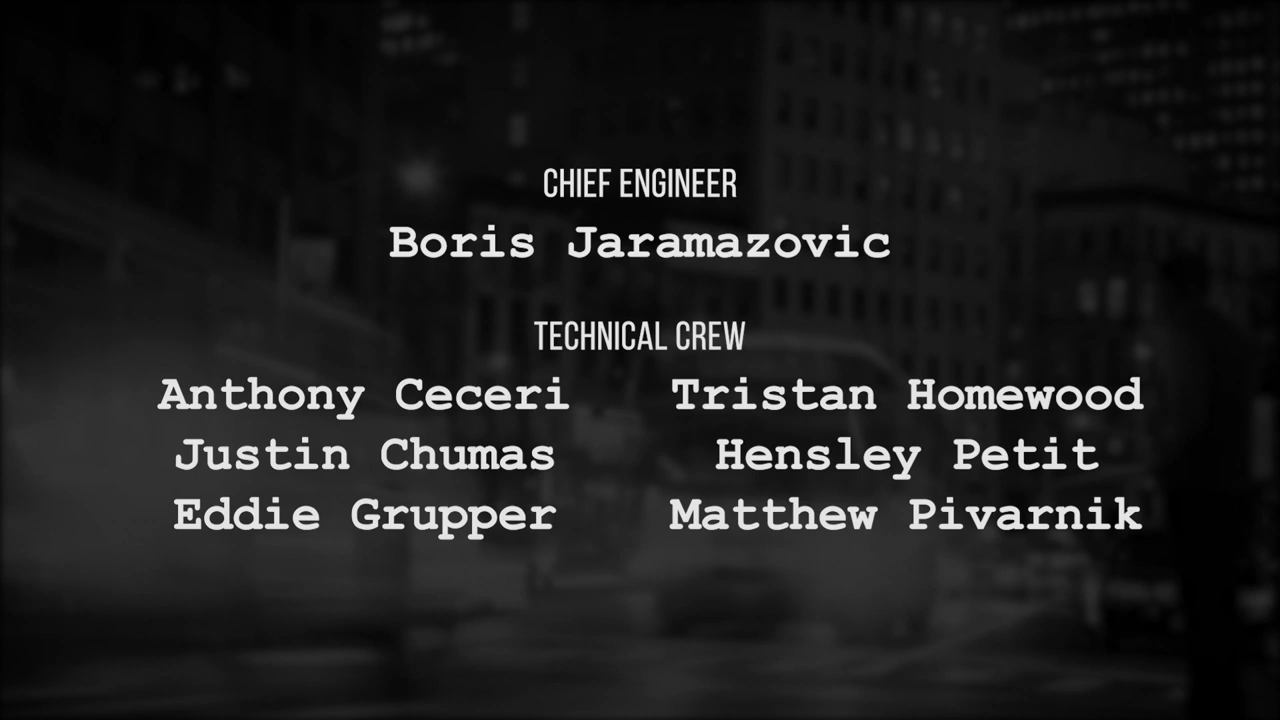 CHIEF ENGINEER
Boris Jaramazovic
TECHNICAL CREW
Anthony Ceceri
Justin Chumas
Eddie Grupper
Tristan Homewood
Hensley Petit
Matthew Pivarnik